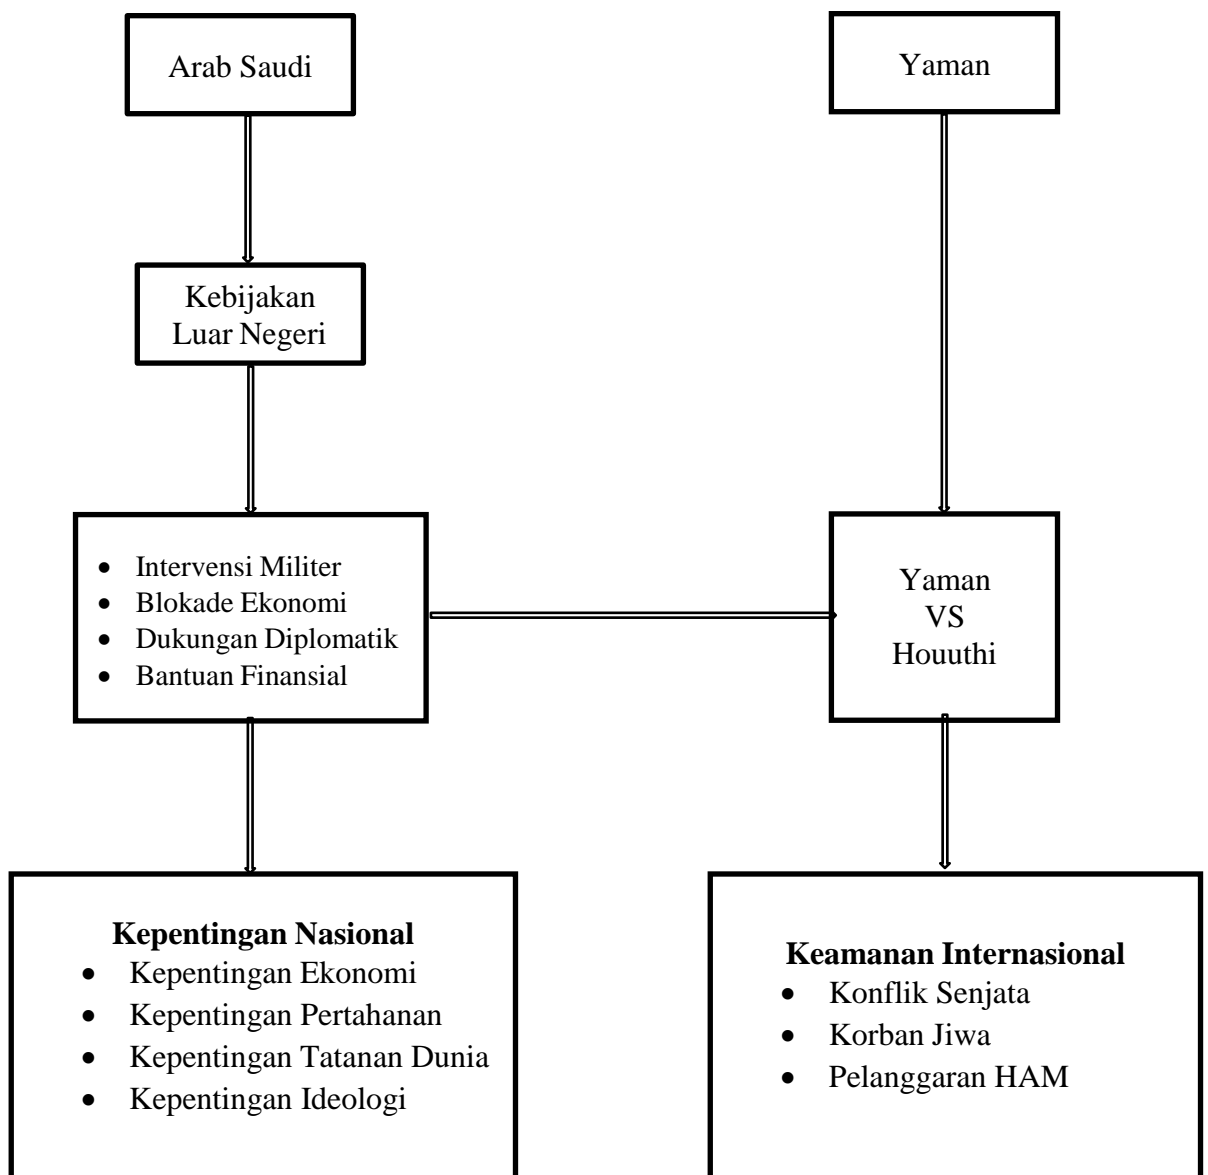 Arab Saudi
Yaman
Kebijakan
Luar Negeri
• Intervensi Militer
• Blokade Ekonomi
• Dukungan Diplomatik
• Bantuan Finansial
Yaman
VS
Houuthi
Kepentingan Nasional
• Kepentingan Ekonomi
• Kepentingan Pertahanan
• Kepentingan Tatanan Dunia
• Kepentingan Ideologi
Keamanan Internasional
• Konflik Senjata
• Korban Jiwa
• Pelanggaran HAM